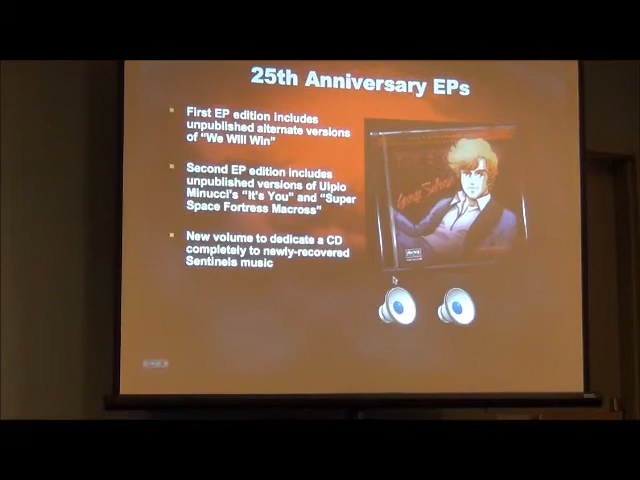 25th Anniversary EPs
First EP edition includes
unpublished alternate versions
of "We Will Win"
Second EP edition includes
unpublished versions of Ulpio
Minucci's "It's You" and "Super
Space Fortress Macross"
New volume to dedicate a CD
completely to newly-recovered
Sentinels music